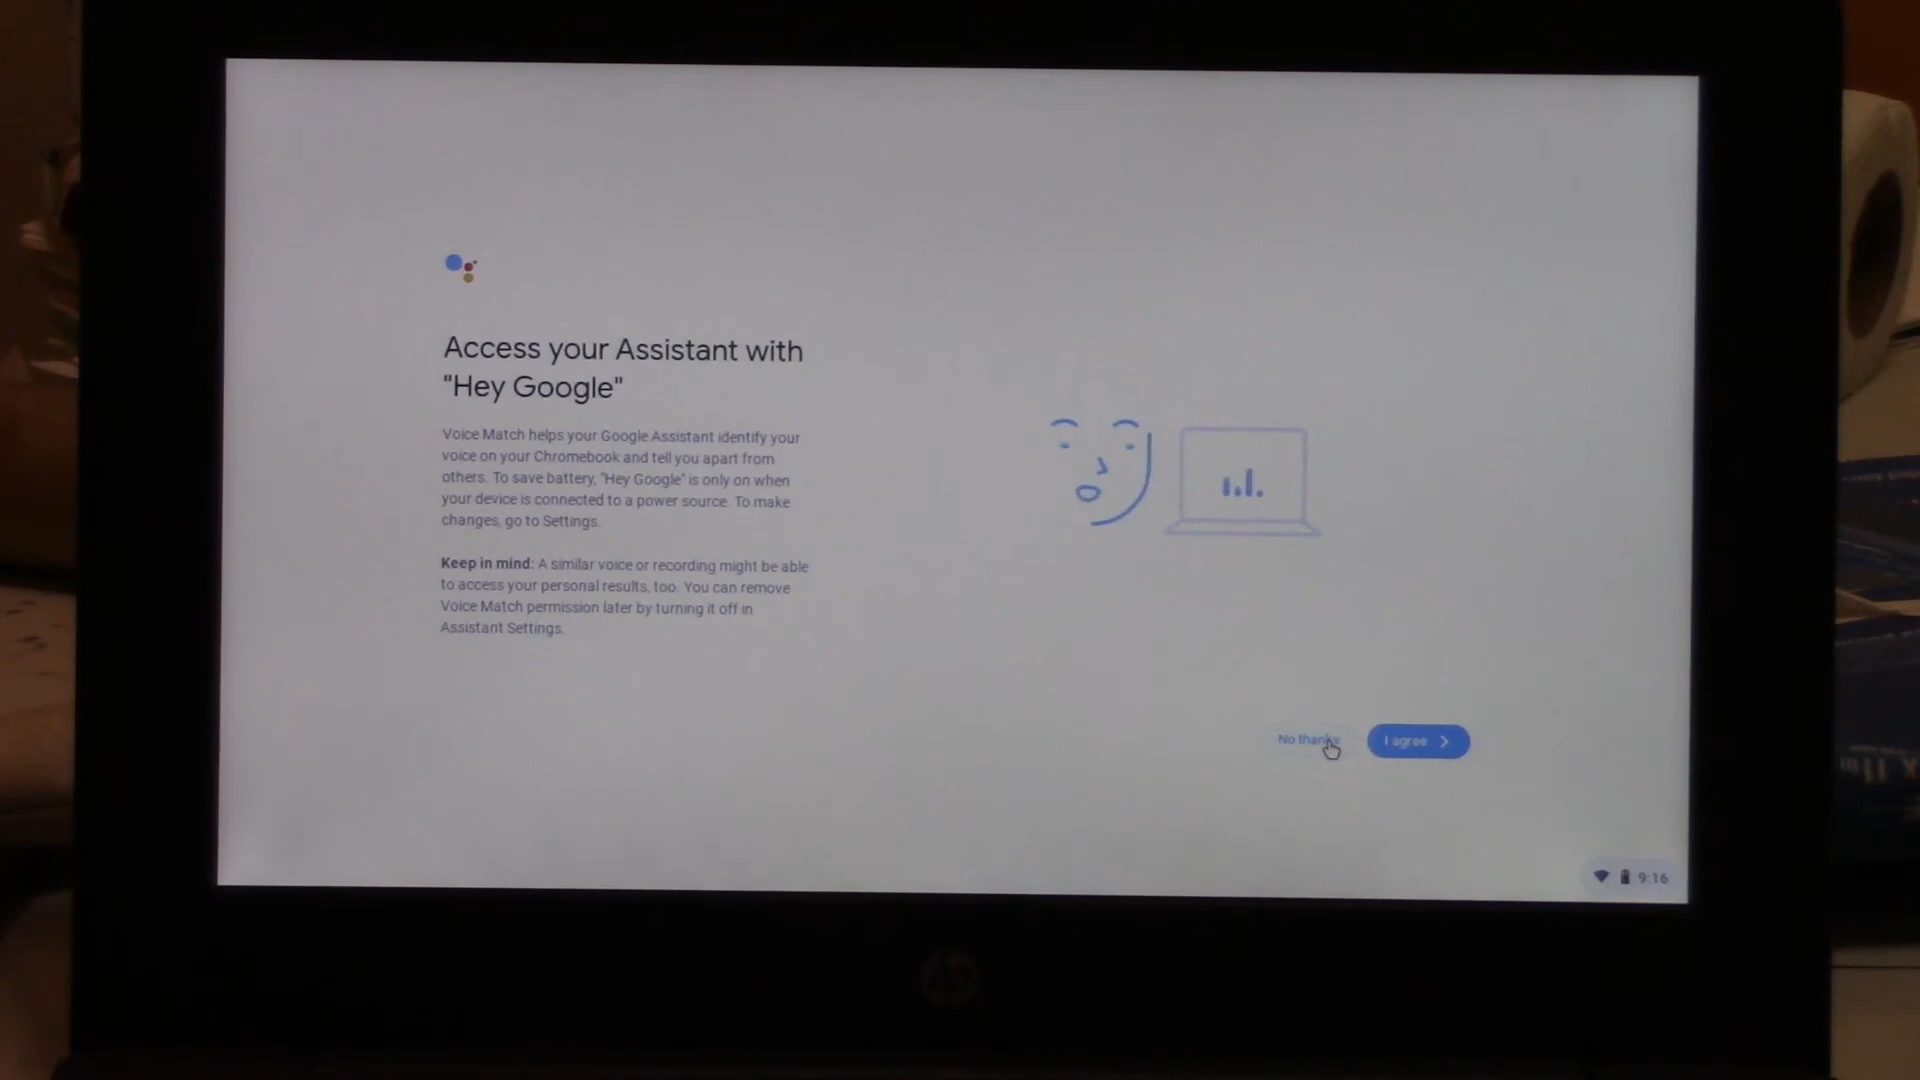 Access your Assistant with
"Hey Google"
Voice Match helps your Google Assistant identify your
voice on your Chromebook and tell you apart from
others. To save battery, "Hey Google" is only on when
your device is connected to a power source. To make
changes, go to Settings.
Keep in mind: A similar voice or recording might be able
to access your personal results, too. You can remove
Voice Match permission later by turning it off in
Assistant Settings.
No thanks
I agree
9:16
hp